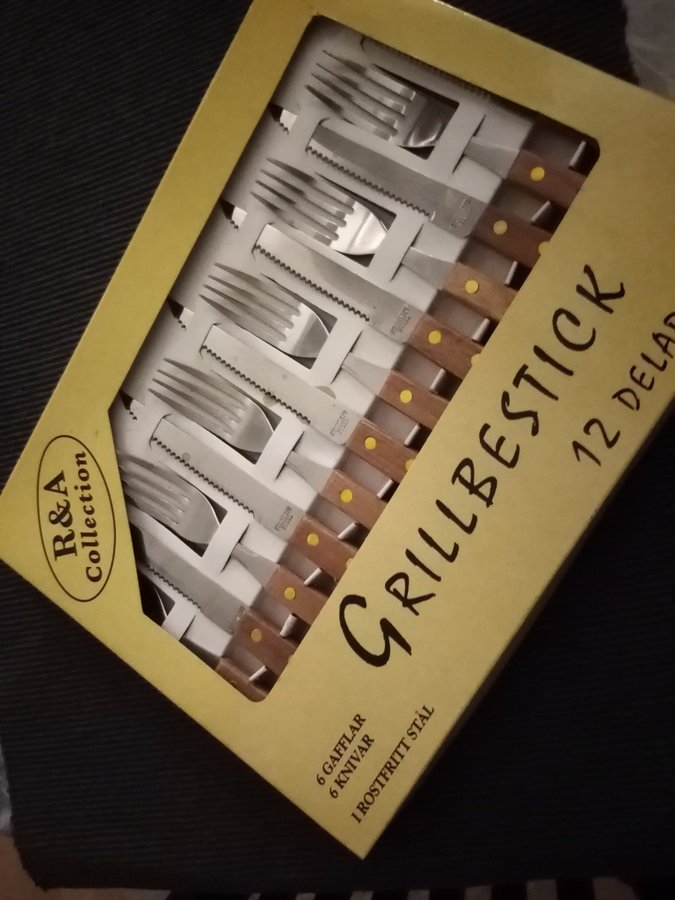 R&A
Collection
GRILLBESTICK
12 DELAR
6 GAFFLAR
6 KNIVAR
I ROSTFRITT STÅL